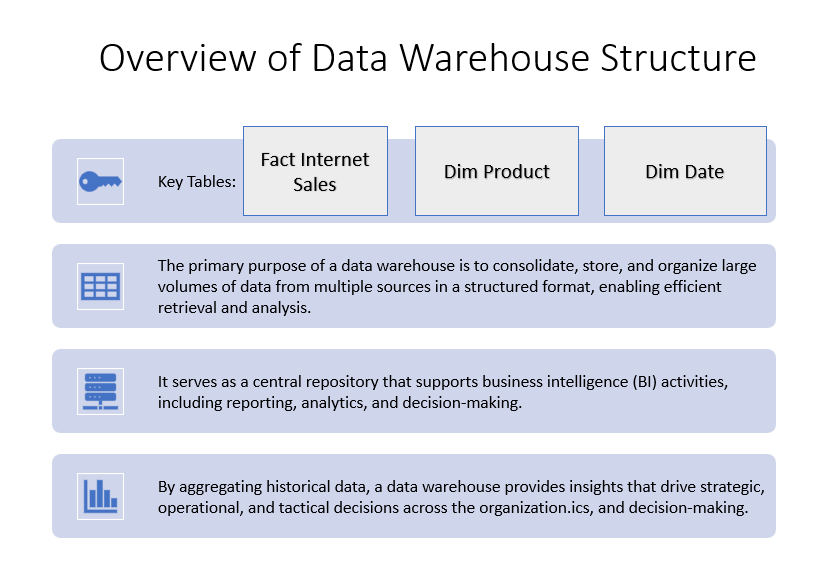 Overview of Data Warehouse Structure
Key Tables:
Fact Internet
Sales
Dim Product
Dim Date
The primary purpose of a data warehouse is to consolidate, store, and organize large
volumes of data from multiple sources in a structured format, enabling efficient
retrieval and analysis.
It serves as a central repository that supports business intelligence (BI) activities,
including reporting, analytics, and decision-making.
By aggregating historical data, a data warehouse provides insights that drive strategic,
operational, and tactical decisions across the organization.ics, and decision-making.